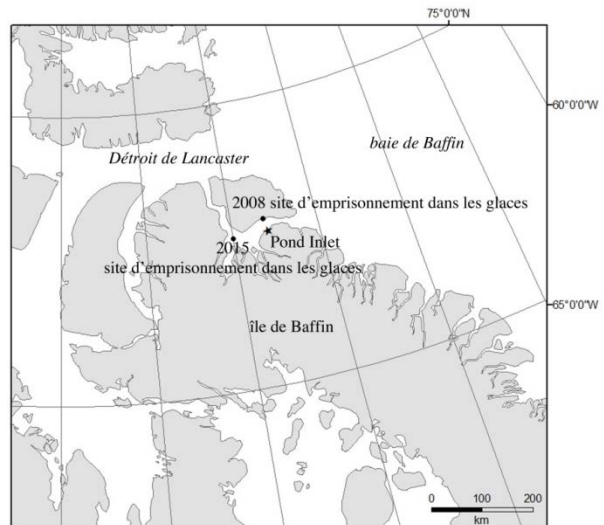 75°0'0"N
60°0'0"W
baie de Baffin
Détroit de Lancaster
2008 site d'emprisonnement dans les glaces
Pond Inlet
2015
site d'emprisonnement dans les glaces
65°0'0"W
île de Baffin
0 100 200
km